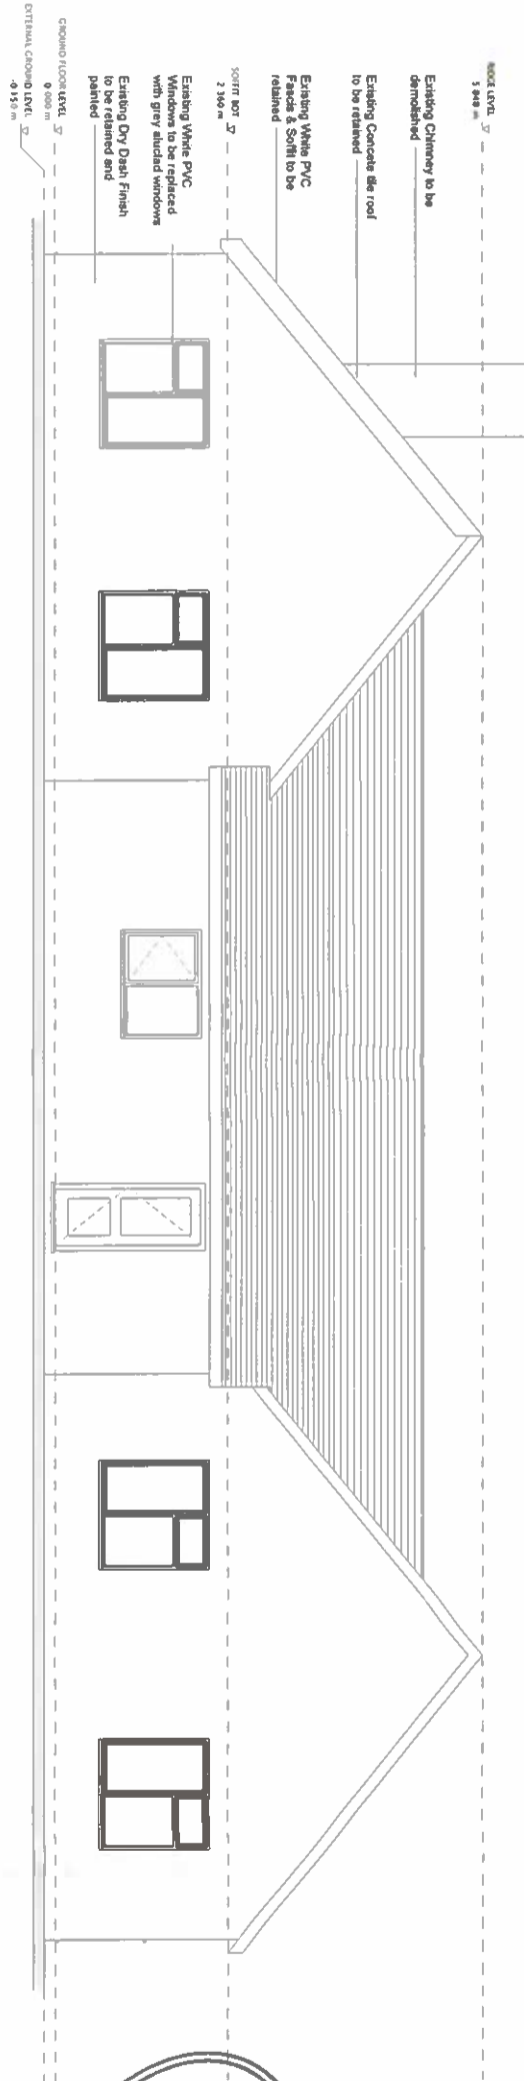 RIDGE LEVEL
5 848 m
Existing Chimney to be
demolished
Existing Concete tile roof
to be retained
Existing White PVC
Fascis & Soffit to be
retained
SOFFIT BOT
2 360 m
Existing White PVC
Windows to be replaced
with grey aluclad windows
Existing Dry Dash Finish
to be retained and
painted
GROUND FLOOR LEVEL
0 000 m
EXTERNAL GROUND LEVEL
-0 150 m